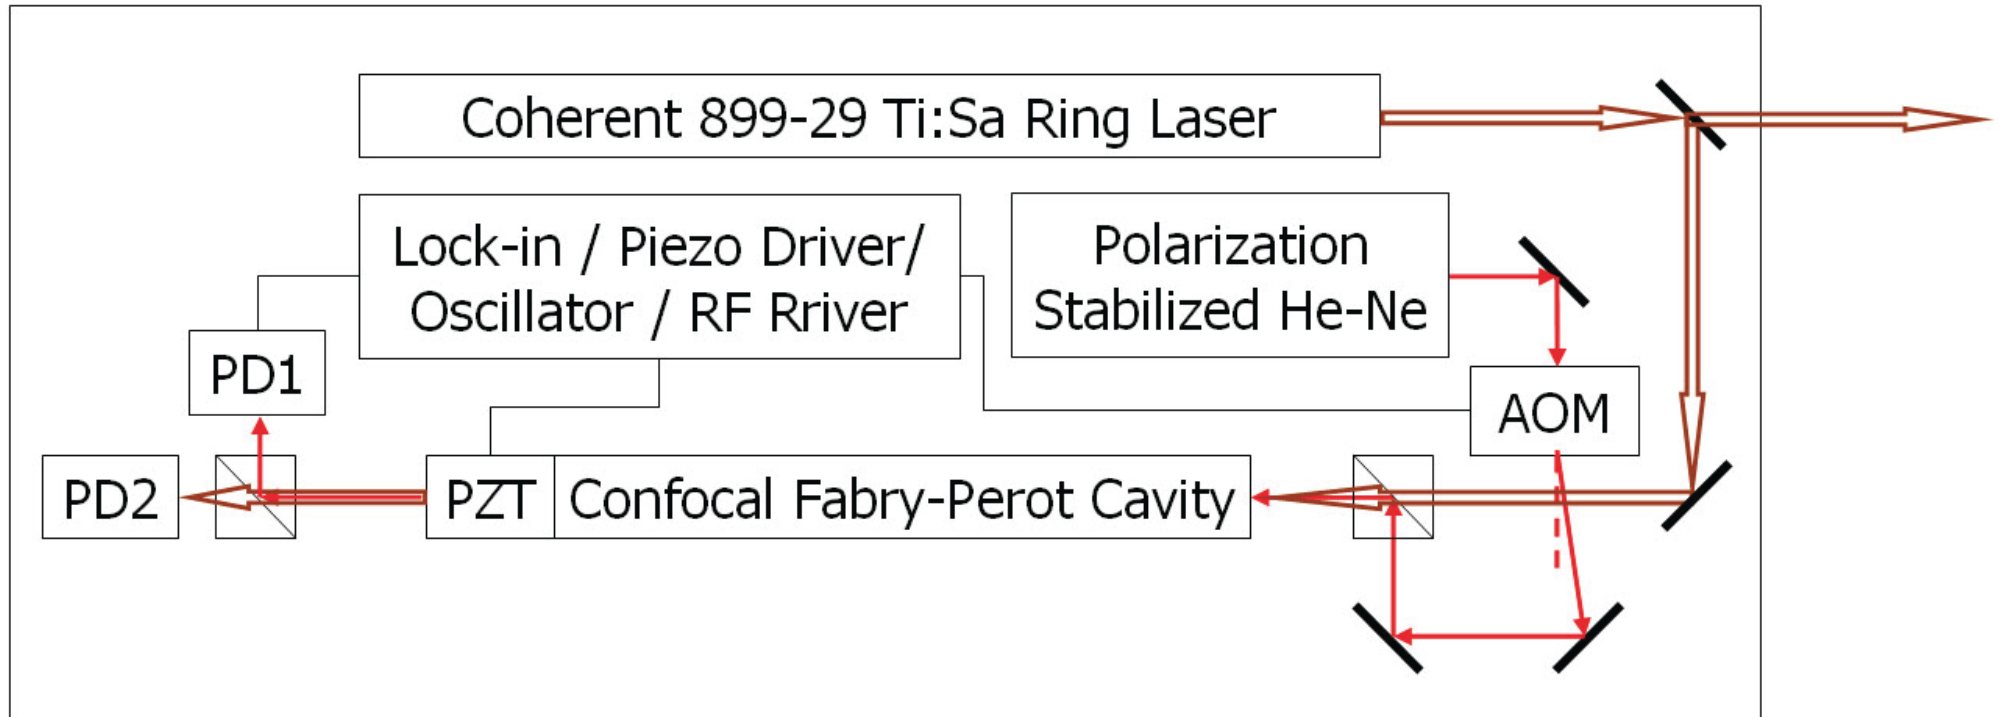 Coherent 899-29 Ti:Sa Ring Laser
Lock-in / Piezo Driver/
Oscillator / RF Rriver
Polarization
Stabilized He-Ne
PD1
AOM
PD2
PZT
Confocal Fabry-Perot Cavity